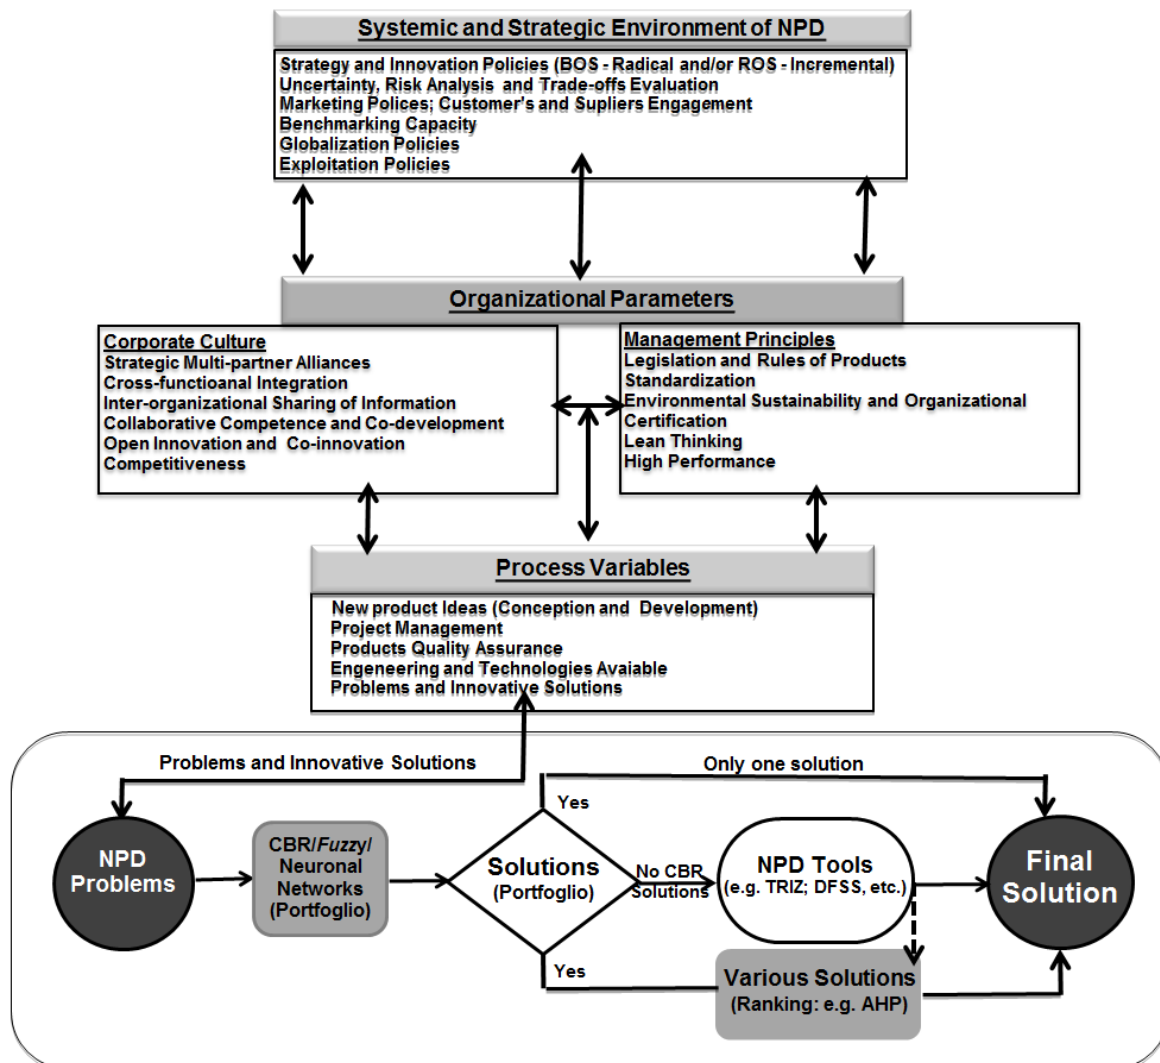 Systemic and Strategic Environment of NPD
Strategy and Innovation Policies (BOS - Radical and/or ROS - Incremental)
Uncertainty, Risk Analysis and Trade-offs Evaluation
Marketing Polices; Customer's and Supliers Engagement
Benchmarking Capacity
Globalization Policies
Exploitation Policies
Organizational Parameters
Corporate Culture
Strategic Multi-partner Alliances
Cross-functioanal Integration
Inter-organizational Sharing of Information
Collaborative Competence and Co-development
Open Innovation and Co-innovation
Competitiveness
Management Principles
Legislation and Rules of Products
Standardization
Environmental Sustainability and Organizational
Certification
Lean Thinking
High Performance
Process Variables
New product Ideas (Conception and Development)
Project Management
Products Quality Assurance
Engeneering and Technologies Avaiable
Problems and Innovative Solutions
Problems and Innovative Solutions
Only one solution
Yes
NPD
Problems
CBR/Fuzzy/
Neuronal
Networks
(Portfoglio)
Solutions
(Portfoglio)
No CBR
Solutions
NPD Tools
(e.g. TRIZ; DFSS, etc.)
Final
Solution
Yes
Various Solutions
(Ranking: e.g. AHP)